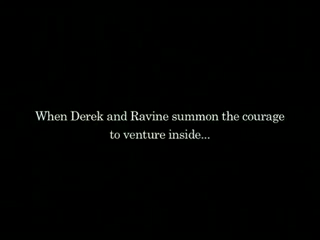 When Derek and Ravine summon the courage
to venture inside...